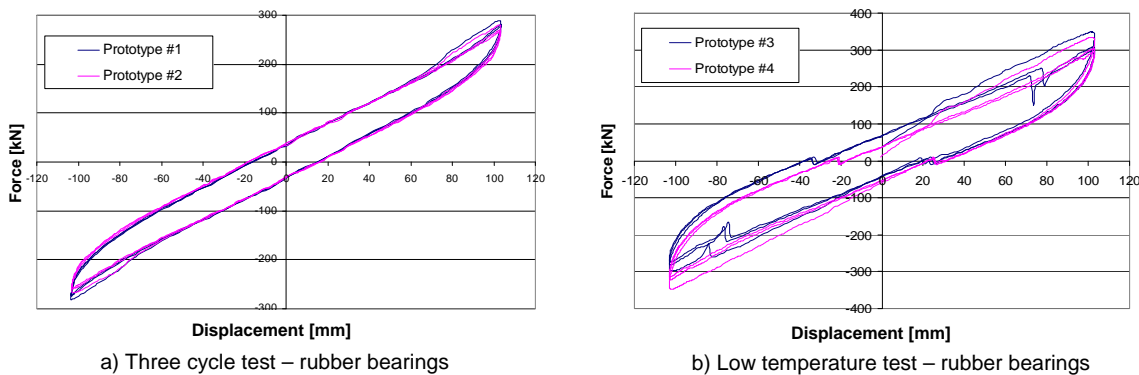 300
Prototype #1
Prototype #2
200
100
0
-120 -100 -80 -60 -40 -20 0 20 40 60 80 100 120
-100
-200
-300
Force [kN]
Displacement [mm]
a) Three cycle test – rubber bearings
400
Prototype #3
Prototype #4
300
200
100
0
-120 -100 -80 -60 -40 -20 0 20 40 60 80 100 120
-100
-200
-300
-400
Force [kN]
Displacement [mm]
b) Low temperature test – rubber bearings